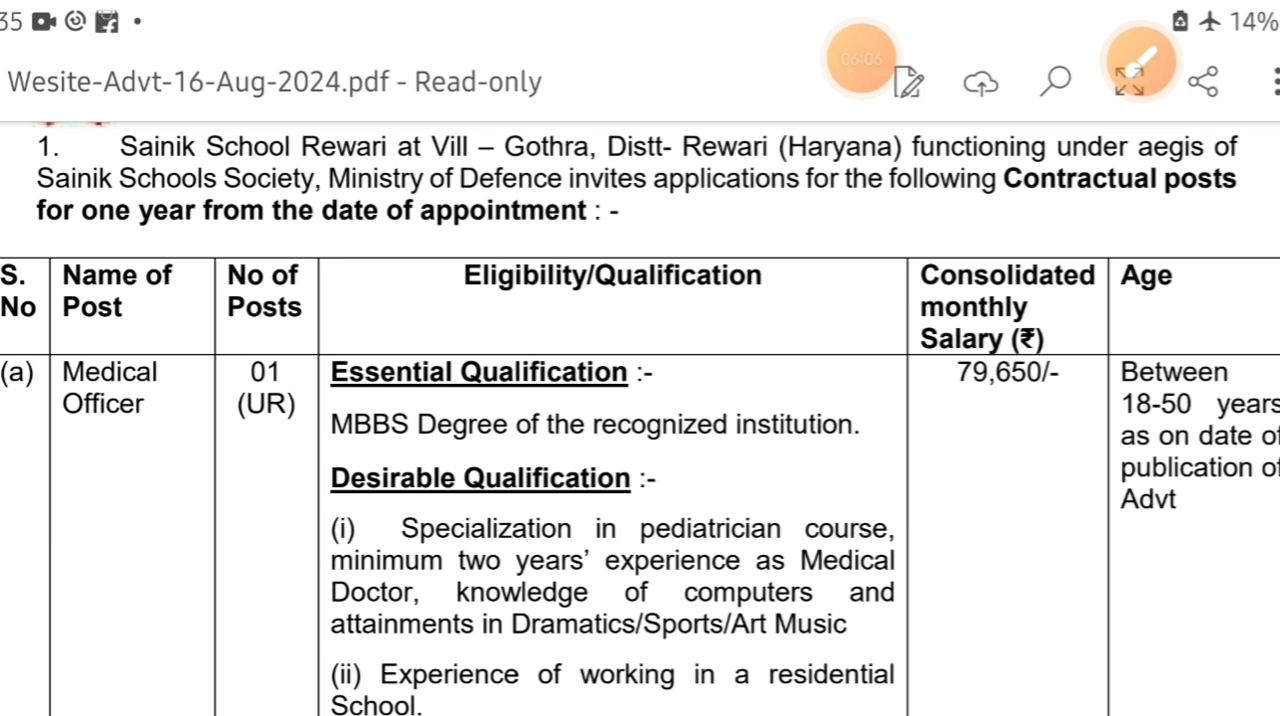 35 • 14%
06:06
Wesite-Advt-16-Aug-2024.pdf - Read-only
1. Sainik School Rewari at Vill – Gothra, Distt- Rewari (Haryana) functioning under aegis of
Sainik Schools Society, Ministry of Defence invites applications for the following Contractual posts
for one year from the date of appointment : -
S. No
Name of Post
No of Posts
Eligibility/Qualification
Consolidated monthly Salary (₹)
Age
(a)
Medical
Officer
01
(UR)
Essential Qualification :-
MBBS Degree of the recognized institution.
Desirable Qualification :-
(i) Specialization in pediatrician course,
minimum two years’ experience as Medical
Doctor, knowledge of computers and
attainments in Dramatics/Sports/Art Music
(ii) Experience of working in a residential
School.
79,650/-
Between
18-50 years
as on date of
publication of
Advt